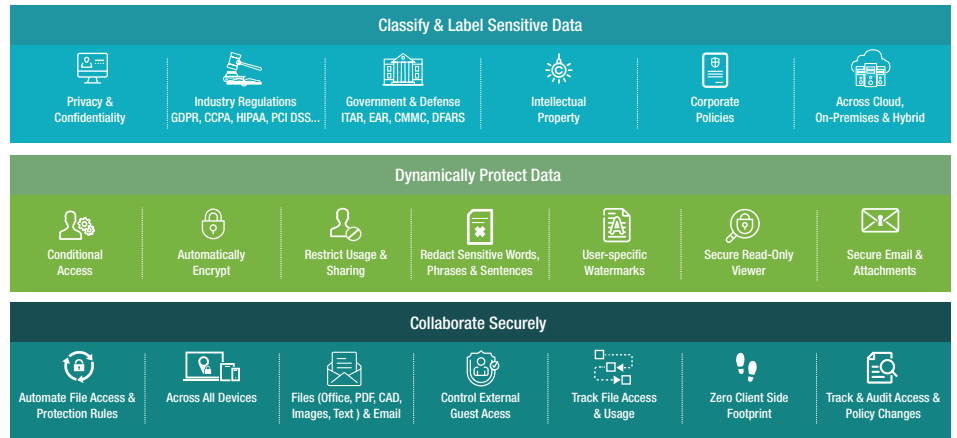 Classify & Label Sensitive Data
Privacy &
Confidentiality
Industry Regulations
GDPR, CCPA, HIPAA, PCI DSS...
Government & Defense
ITAR, EAR, CMMC, DFARS
Intellectual
Property
Corporate
Policies
Across Cloud,
On-Premises & Hybrid
Dynamically Protect Data
Conditional
Access
Automatically
Encrypt
Restrict Usage &
Sharing
Redact Sensitive Words,
Phrases & Sentences
User-specific
Watermarks
Secure Read-Only
Viewer
Secure Email &
Attachments
Collaborate Securely
Automate File Access &
Protection Rules
Across All Devices
Files (Office, PDF, CAD,
Images, Text ) & Email
Control External
Guest Acess
Track File Access
& Usage
Zero Client Side
Footprint
Track & Audit Access &
Policy Changes